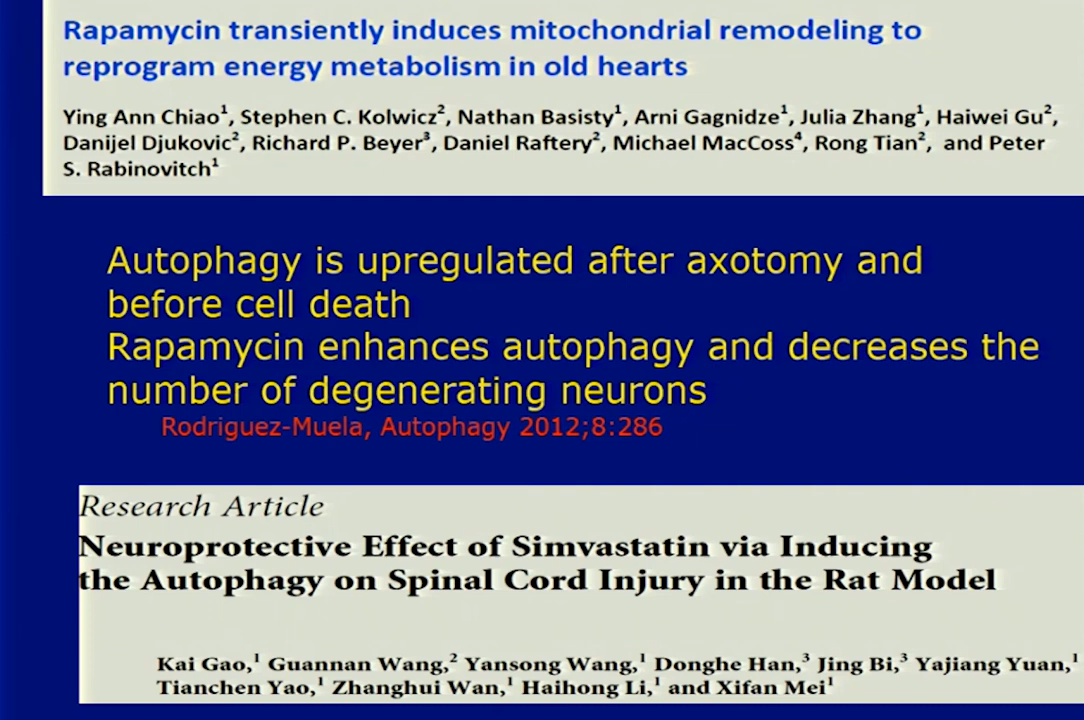 Rapamycin transiently induces mitochondrial remodeling to
reprogram energy metabolism in old hearts
Ying Ann Chiao¹, Stephen C. Kolwicz², Nathan Basisty¹, Arni Gagnidze¹, Julia Zhang¹, Haiwei Gu²,
Danijel Djukovic², Richard P. Beyer³, Daniel Raftery², Michael MacCoss⁴, Rong Tian², and Peter
S. Rabinovitch¹
Autophagy is upregulated after axotomy and
before cell death
Rapamycin enhances autophagy and decreases the
number of degenerating neurons
Rodriguez-Muela, Autophagy 2012;8:286
Research Article
Neuroprotective Effect of Simvastatin via Inducing
the Autophagy on Spinal Cord Injury in the Rat Model
Kai Gao,¹ Guannan Wang,² Yansong Wang,¹ Donghe Han,³ Jing Bi,³ Yajiang Yuan,¹
Tianchen Yao,¹ Zhanghui Wan,¹ Haihong Li,¹ and Xifan Mei¹